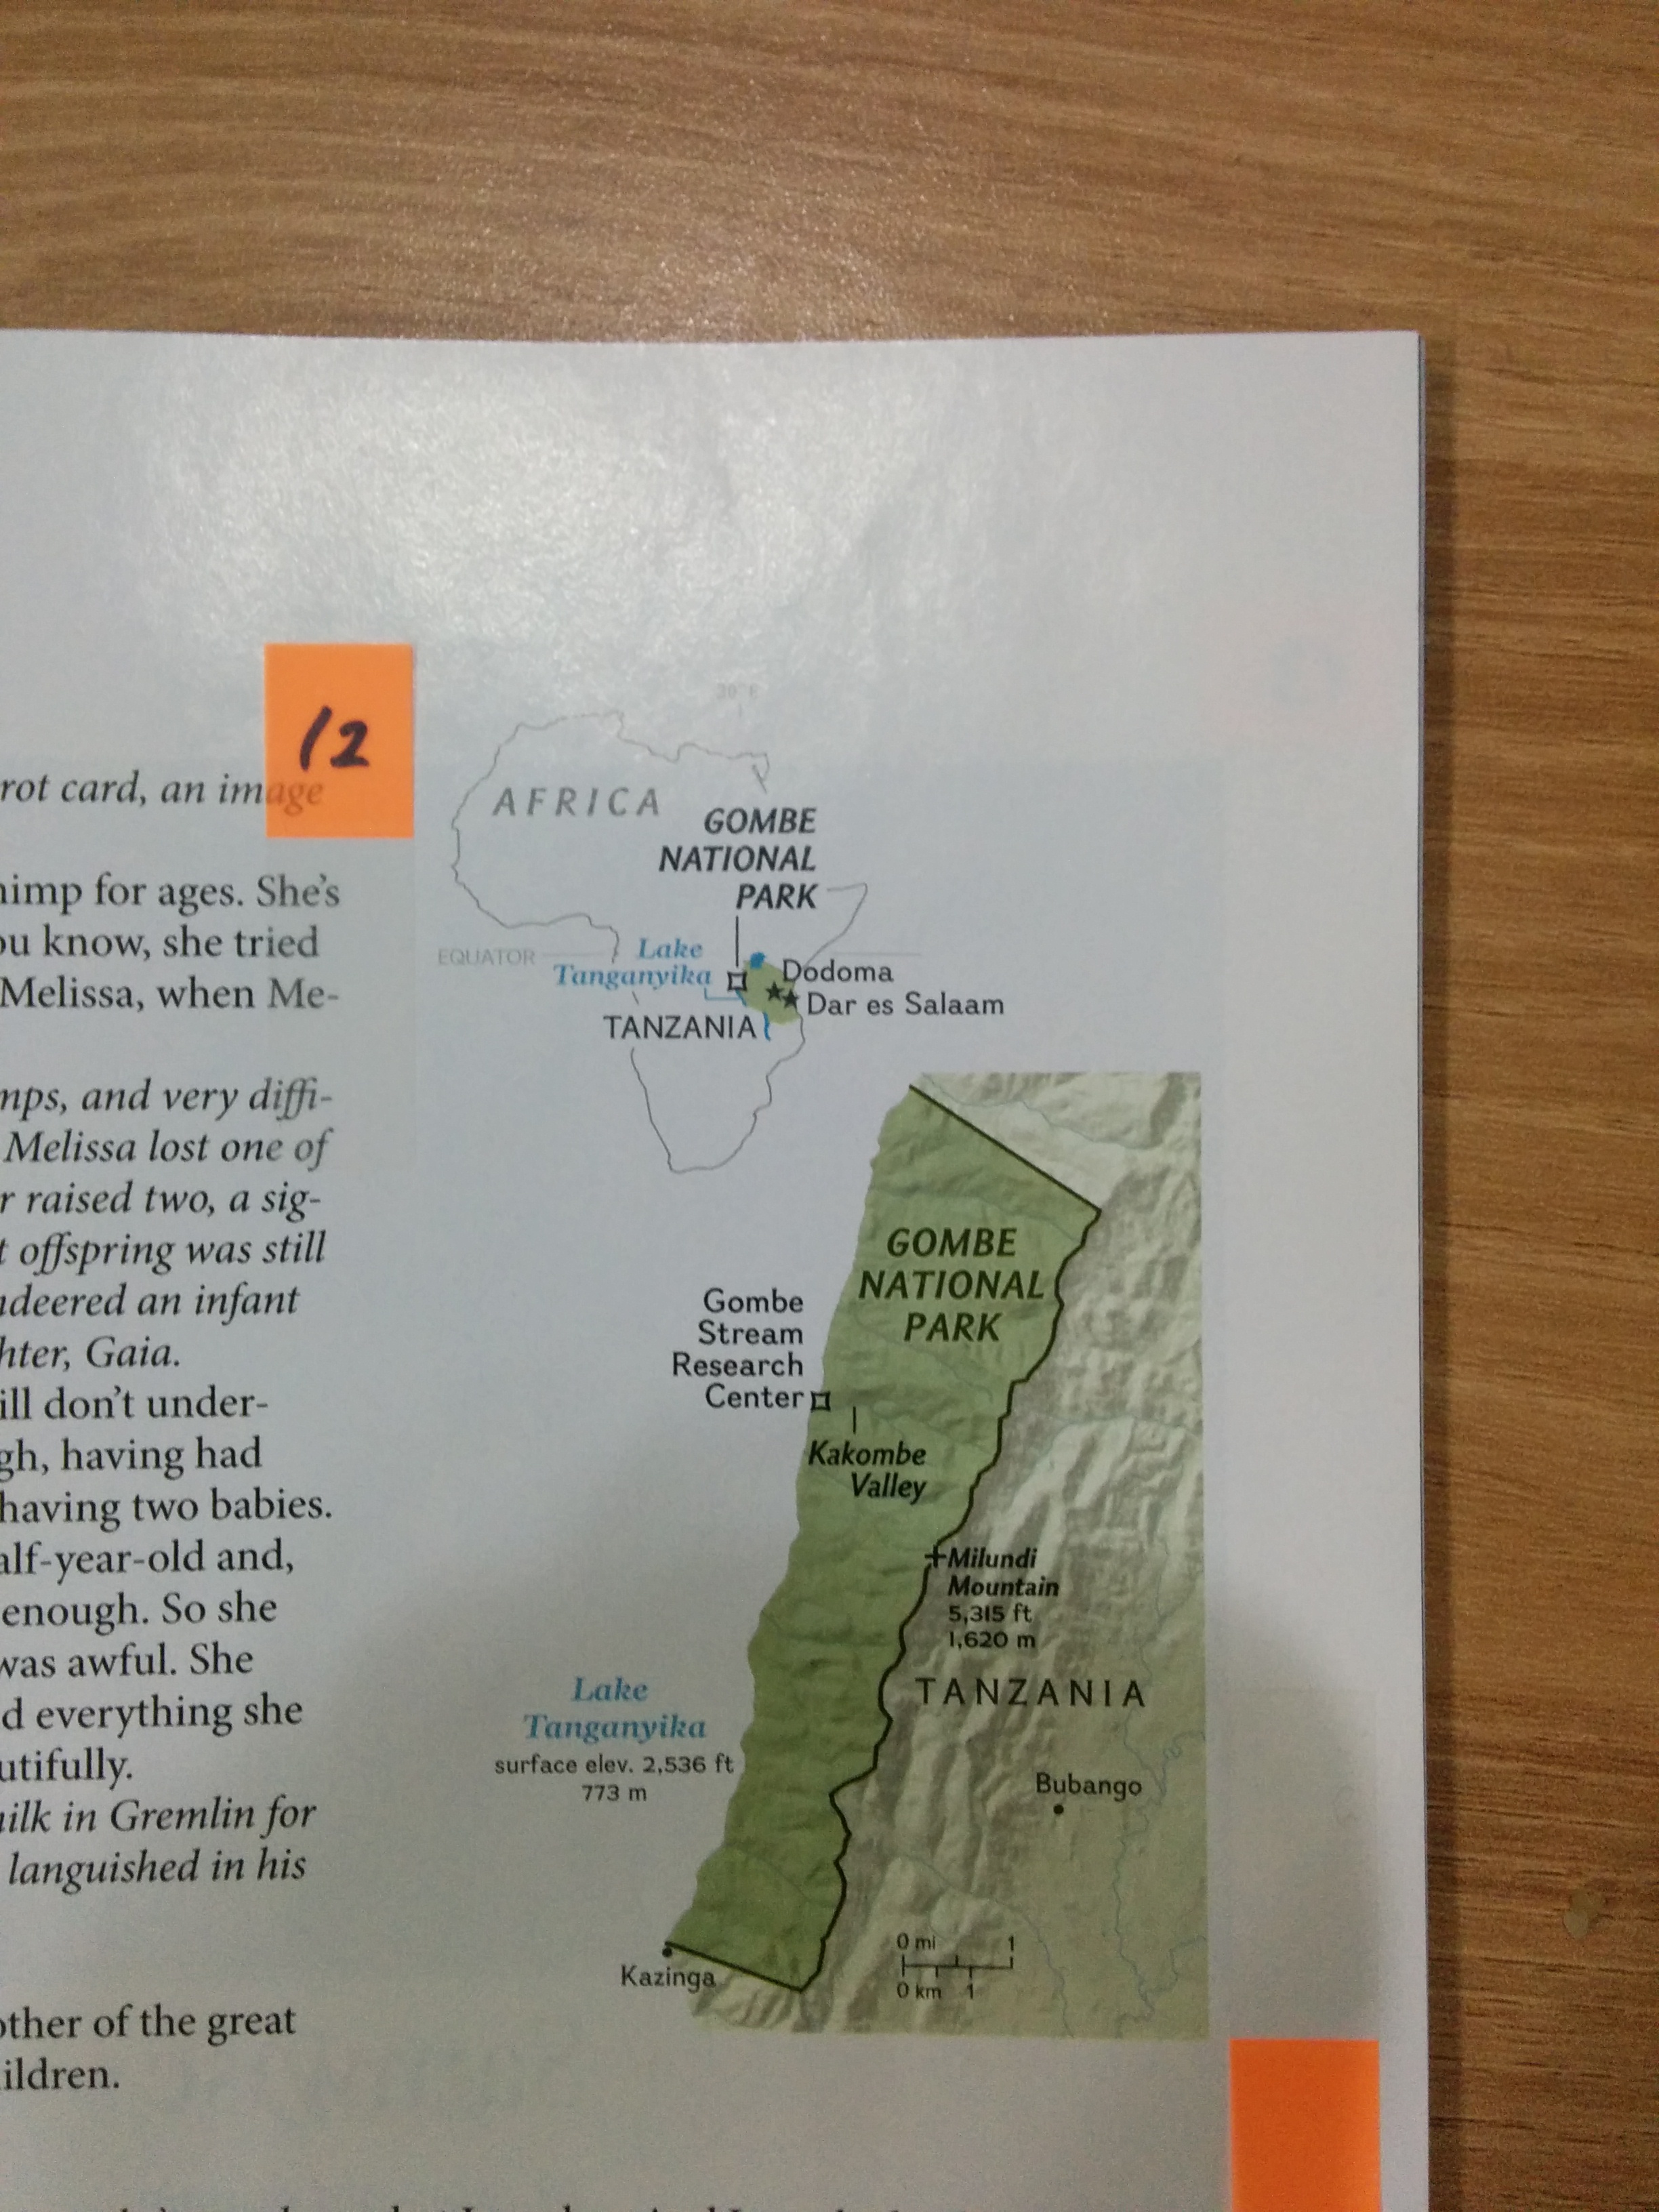 12
rot card, an image
himp for ages. She's
ou know, she tried
Melissa, when Me-
mps, and very diffi-
Melissa lost one of
r raised two, a sig-
t offspring was still
ndeered an infant
hter, Gaia.
ill don't under-
gh, having had
having two babies.
alf-year-old and,
enough. So she
was awful. She
d everything she
utifully.
ilk in Gremlin for
languished in his
other of the great
ildren.
30°E
AFRICA
GOMBE
NATIONAL
PARK
EQUATOR
Lake
Tanganyika
Dodoma
Dar es Salaam
TANZANIA
GOMBE
NATIONAL
PARK
Gombe
Stream
Research
Center
Kakombe
Valley
Milundi
Mountain
5,315 ft
1,620 m
TANZANIA
Lake
Tanganyika
surface elev. 2,536 ft
773 m
Bubango
Kazinga
0 mi 1
0 km 1